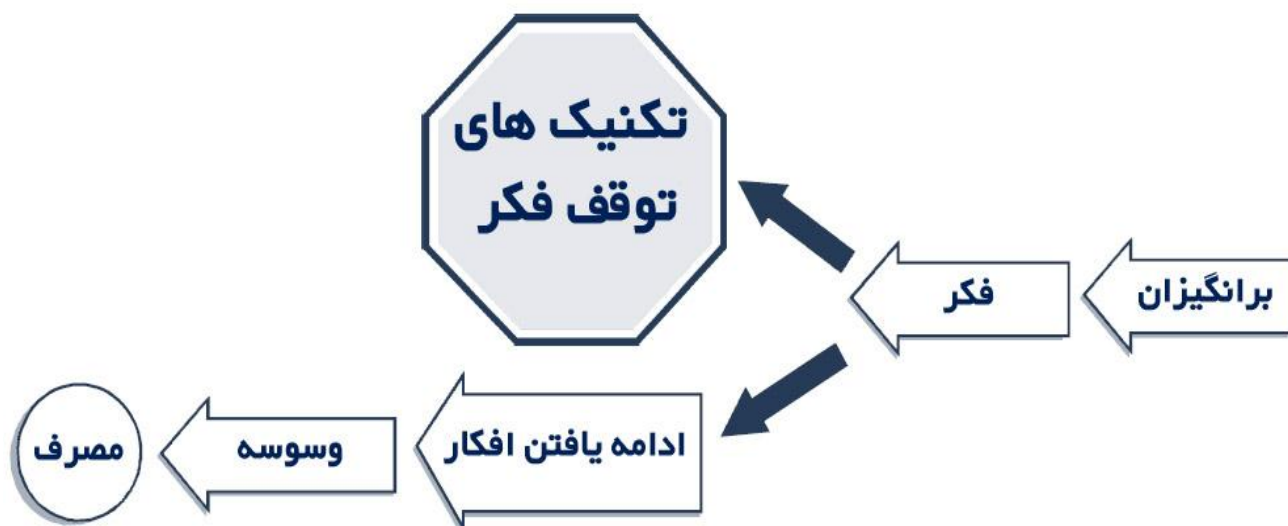 تکنیک های
توقف فکر
برانگیزان
فکر
ادامه یافتن افکار
وسوسه
مصرف